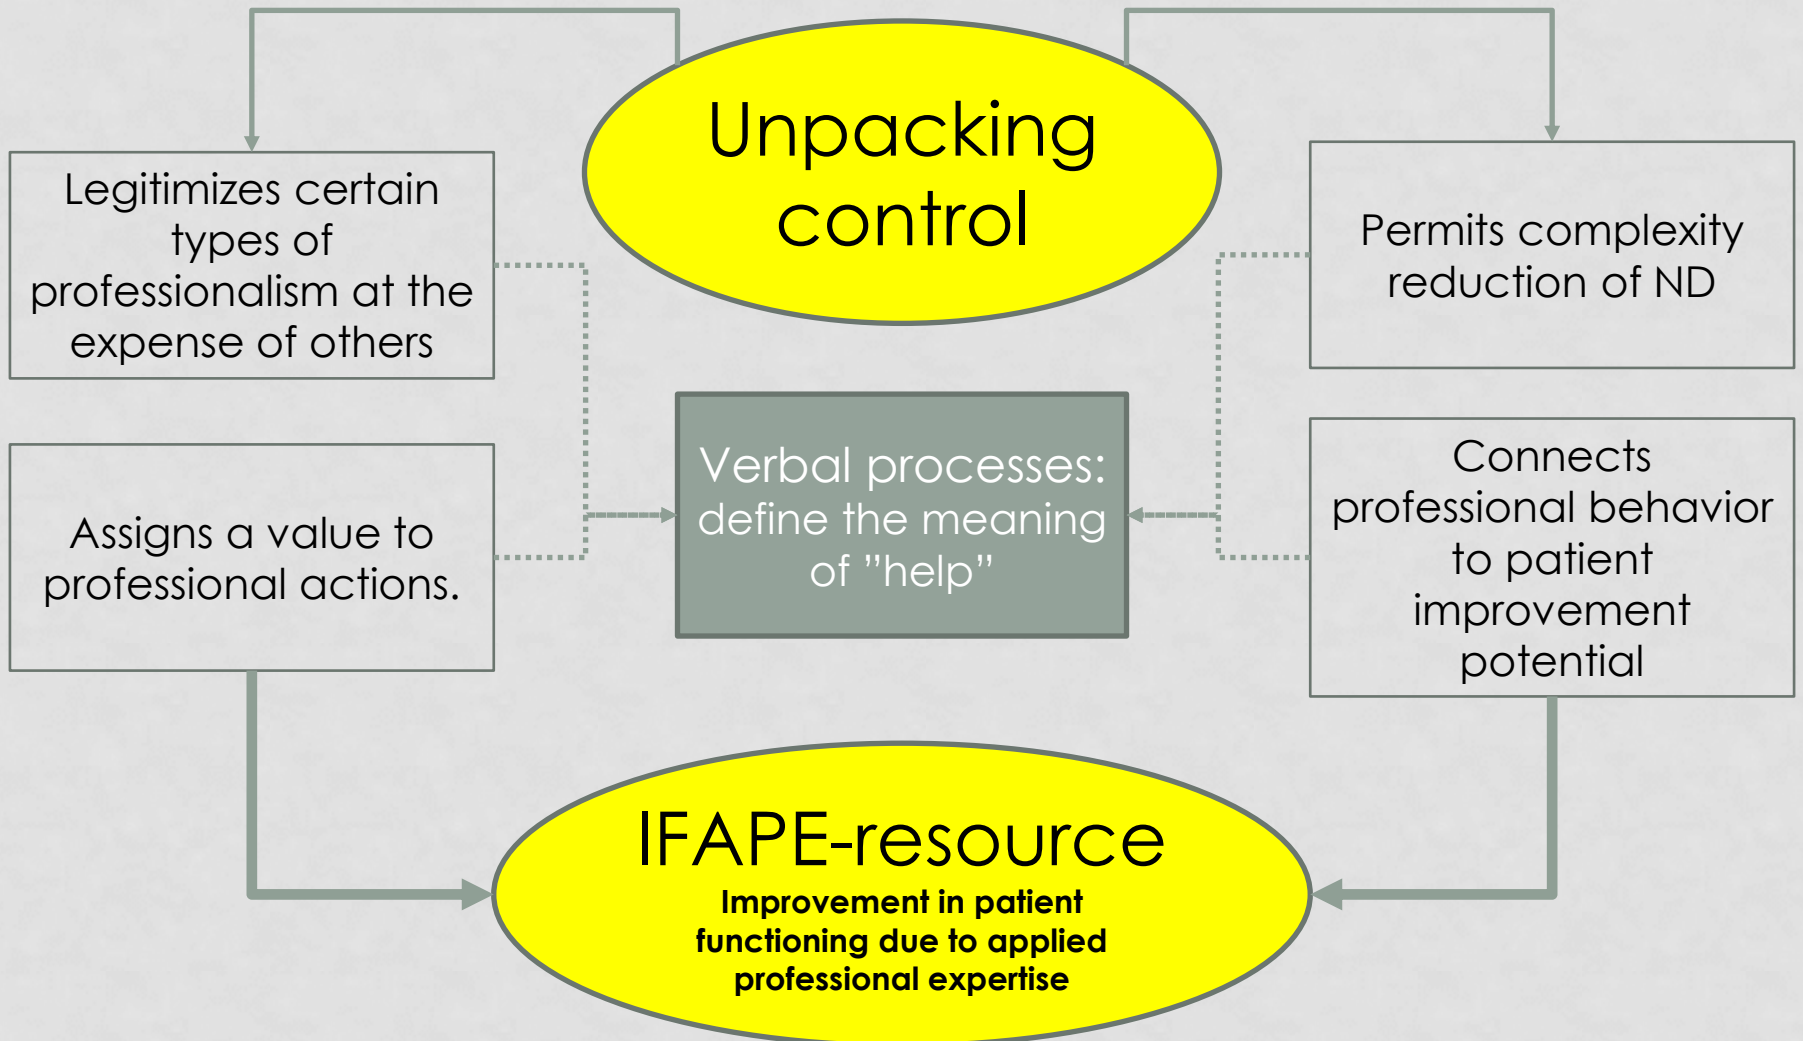 Unpacking
control
Legitimizes certain
types of
professionalism at the
expense of others
Permits complexity
reduction of ND
Assigns a value to
professional actions.
Verbal processes:
define the meaning
of ”help”
Connects
professional behavior
to patient
improvement
potential
IFAPE-resource
Improvement in patient
functioning due to applied
professional expertise